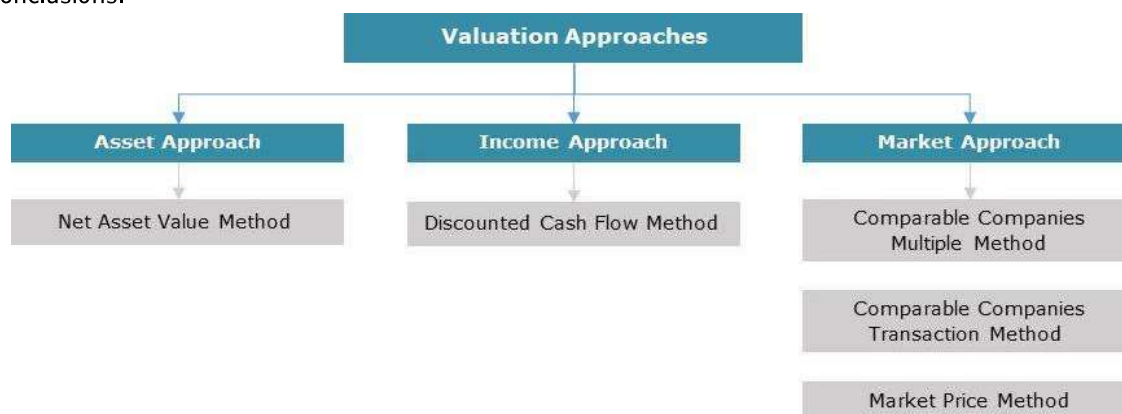 onclusions.
Valuation Approaches
Asset Approach
Income Approach
Market Approach
Net Asset Value Method
Discounted Cash Flow Method
Comparable Companies
Multiple Method
Comparable Companies
Transaction Method
Market Price Method